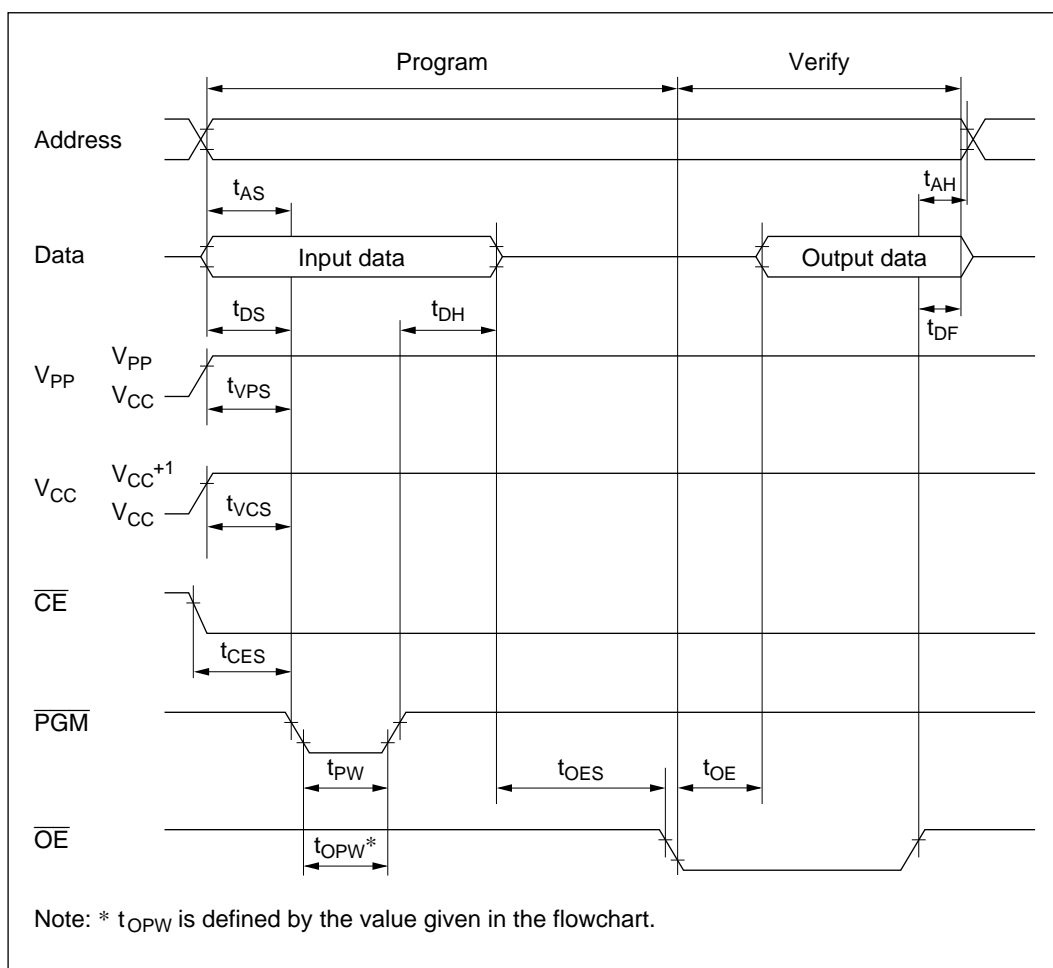 Program
Verify
Address
tAS
tAH
Data
Input data
Output data
tDS
tDH
tDF
VPP
VPP
VCC
tVPS
VCC
VCC+1
VCC
tVCS
CE
tCES
PGM
tPW
tOES
tOE
OE
tOPW*
Note: * tOPW is defined by the value given in the flowchart.